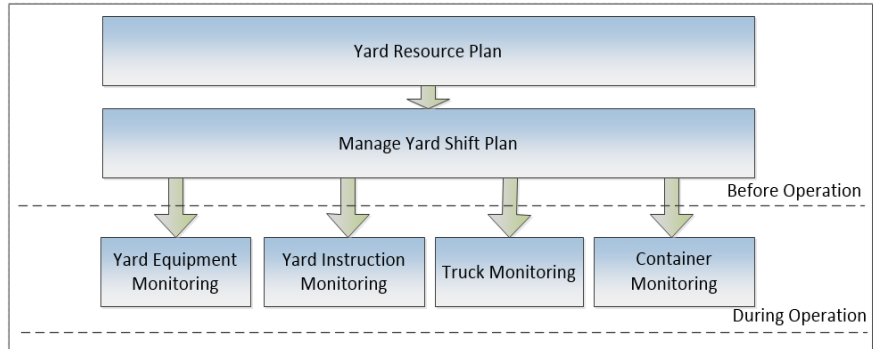 Yard Resource Plan
Manage Yard Shift Plan
Before Operation
Yard Equipment
Monitoring
Yard Instruction
Monitoring
Truck Monitoring
Container
Monitoring
During Operation